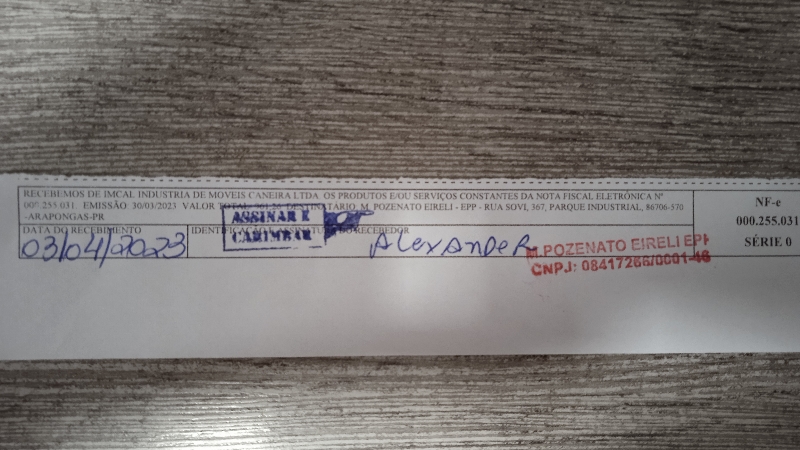 RECEBEMOS DE IMCAL INDUSTRIA DE MOVEIS CANEIRA LTDA OS PRODUTOS E/OU SERVIÇOS CONSTANTES DA NOTA FISCAL ELETRÔNICA Nº
000.255.031. EMISSÃO: 30/03/2023 VALOR TOTAL: DESTINATÁRIO: M. POZENATO EIRELI - EPP - RUA SOVI, 367, PARQUE INDUSTRIAL, 86706-570
-ARAPONGAS-PR
NF-e
000.255.031
SÉRIE 0
DATA DO RECEBIMENTO
03/04/2023
IDENTIFICAÇÃO E ASSINATURA DO RECEBEDOR
ASSINAR E
CARIMBAR
por
Alexander
M.POZENATO EIRELI EPP
CNPJ: 08417266/0001-46